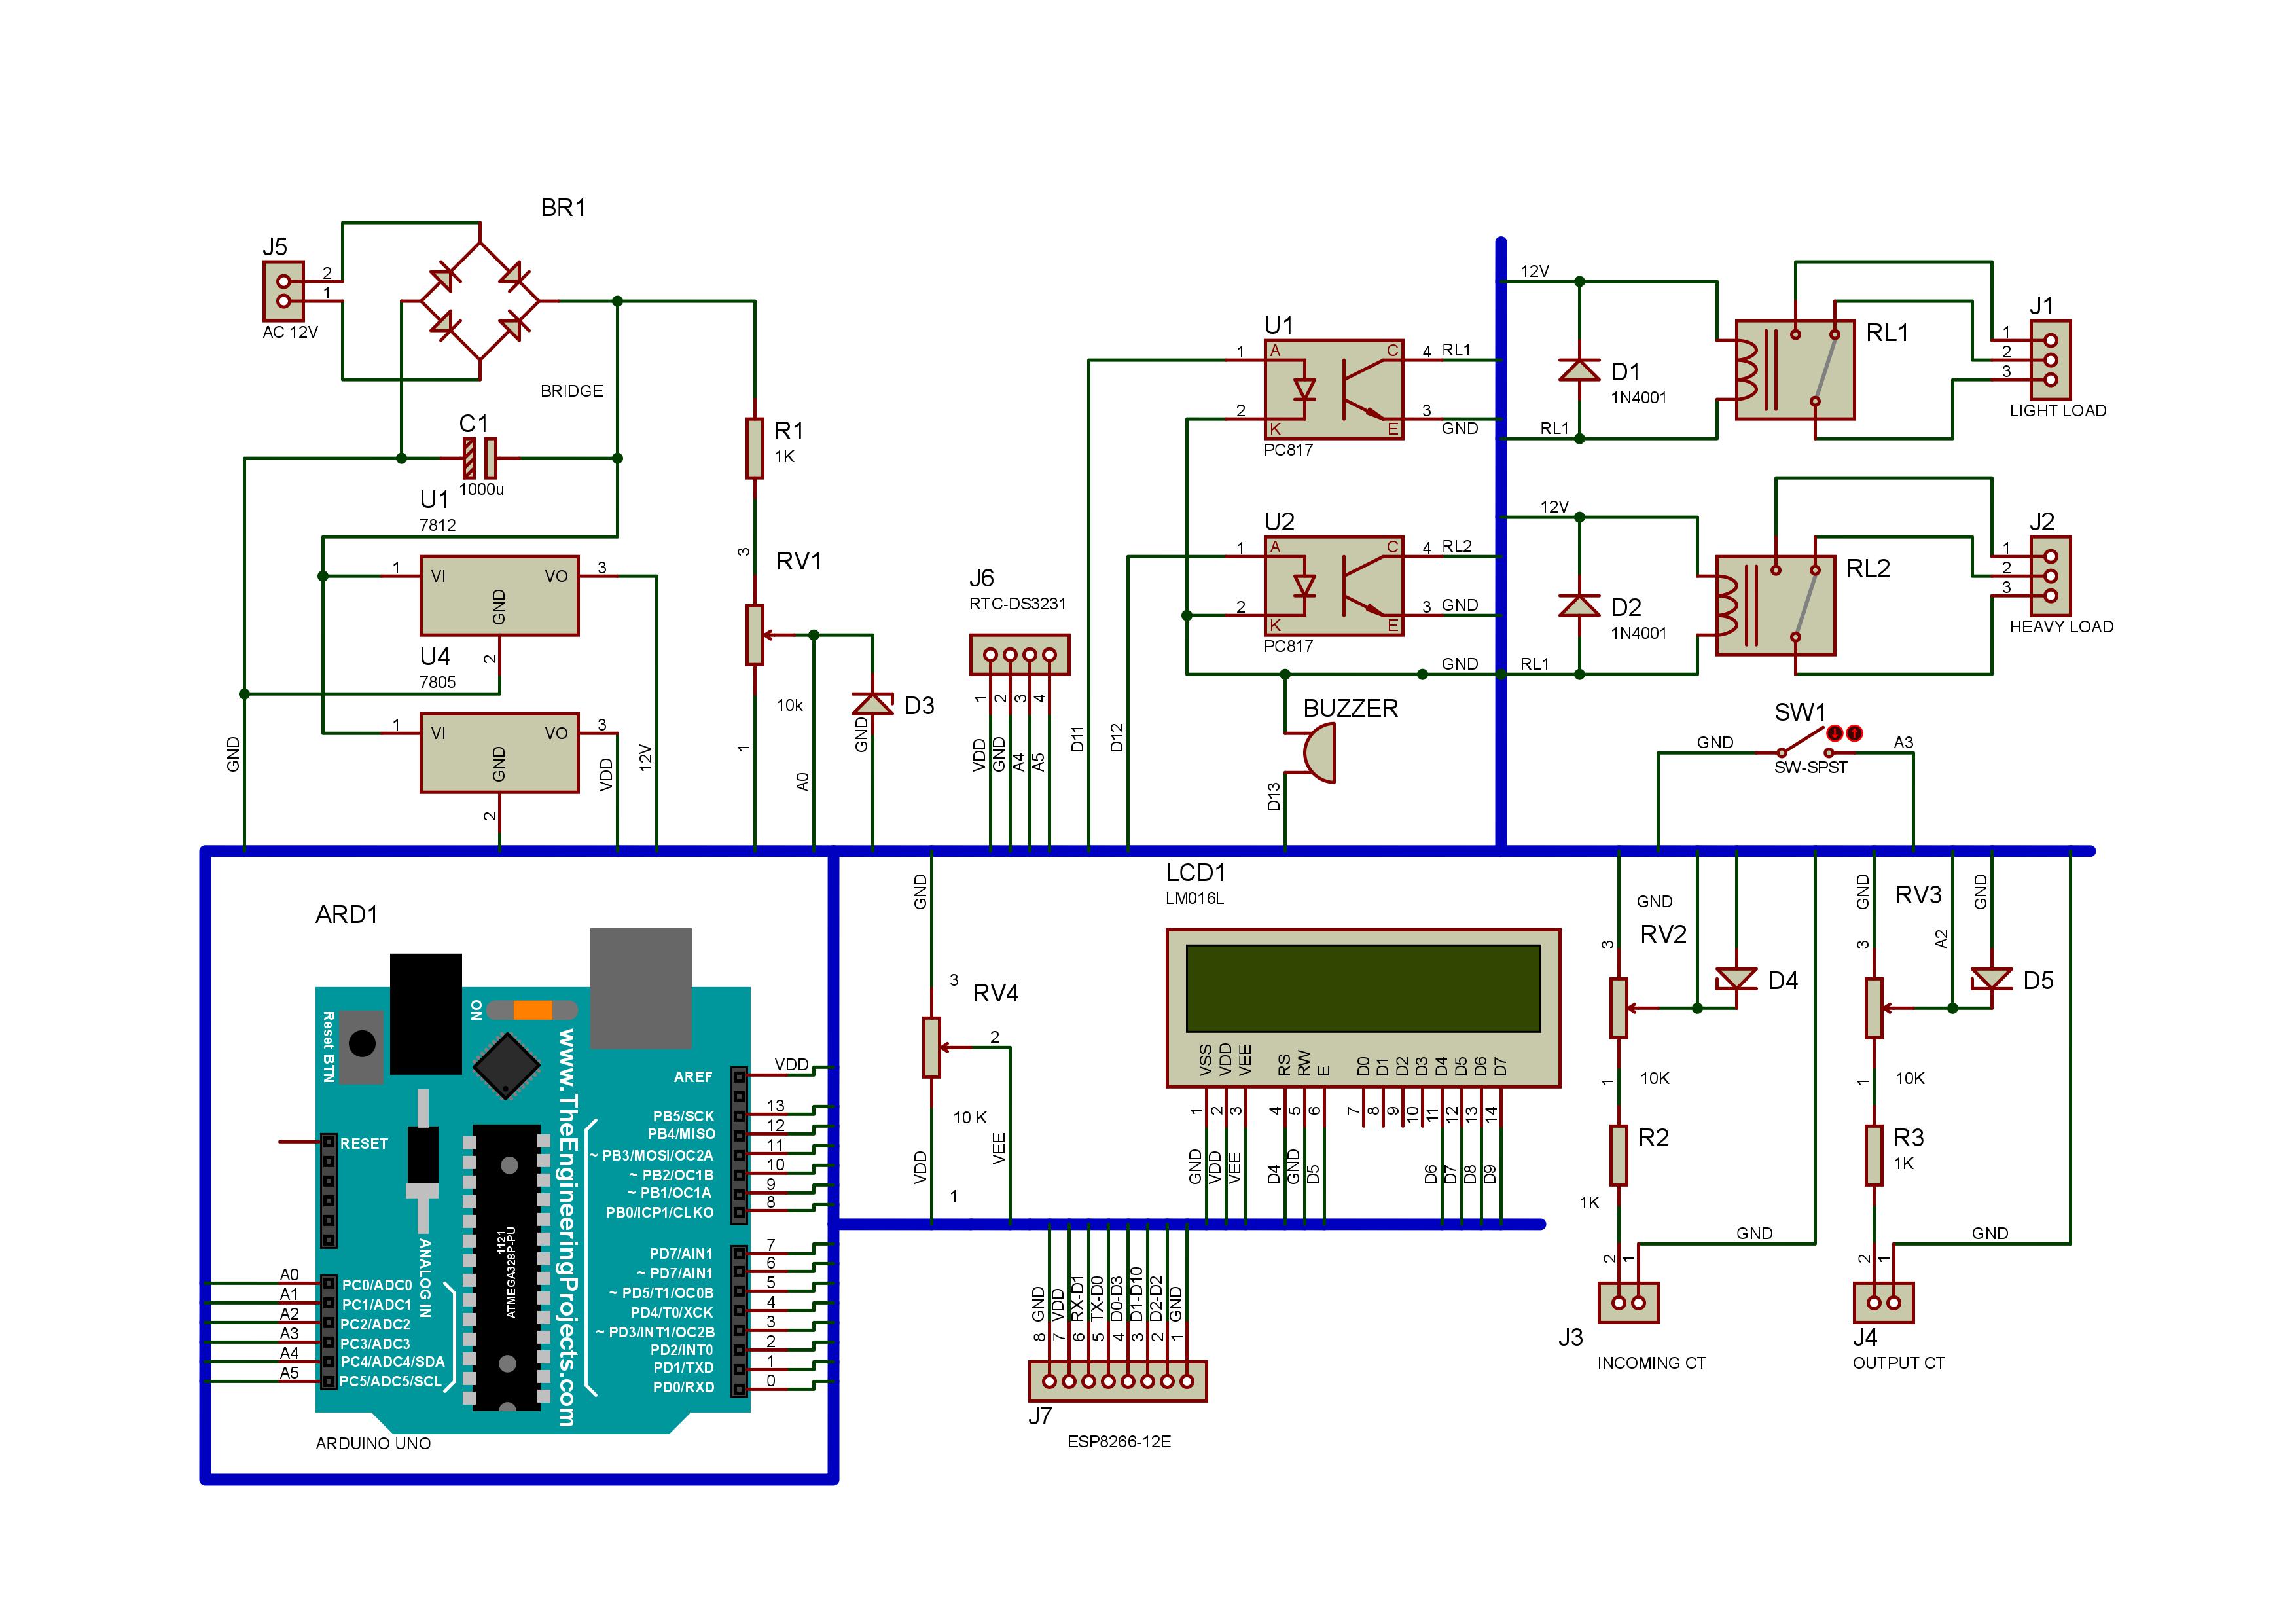 BR1
J5
2
1
AC 12V
BRIDGE
C1
1000u
U1
7812
1
VI
VO
3
GND
2
U4
7805
1
VI
VO
3
GND
2
GND
VDD
12V
R1
1K
3
RV1
10k
1
A0
D3
GND
J6
RTC-DS3231
1
2
3
4
VDD
GND
A4
A5
D11
D12
U1
1
A
C
4
RL1
2
K
E
3
GND
PC817
U2
1
A
C
4
RL2
2
K
E
3
GND
PC817
GND
BUZZER
D13
12V
D1
1N4001
RL1
RL1
J1
1
2
3
LIGHT LOAD
12V
D2
1N4001
RL1
RL2
J2
1
2
3
HEAVY LOAD
SW1
GND
A3
SW-SPST
ARD1
ON
Reset BTN
www.TheEngineeringProjects.com
1121
ATMEGA328P-PU
ANALOG IN
RESET
AREF
VDD
PB5/SCK
13
PB4/MISO
12
~ PB3/MOSI/OC2A
11
~ PB2/OC1B
10
~ PB1/OC1A
9
PB0/ICP1/CLKO
8
PD7/AIN1
7
~ PD7/AIN1
6
~ PD5/T1/OC0B
5
PD4/T0/XCK
4
~ PD3/INT1/OC2B
3
PD2/INT0
2
PD1/TXD
1
PD0/RXD
0
A0
PC0/ADC0
A1
PC1/ADC1
A2
PC2/ADC2
A3
PC3/ADC3
A4
PC4/ADC4/SDA
A5
PC5/ADC5/SCL
ARDUINO UNO
GND
3
RV4
2
10 K
VDD
VEE
1
LCD1
LM016L
VSS
VDD
VEE
RS
RW
E
D0
D1
D2
D3
D4
D5
D6
D7
1
2
3
4
5
6
7
8
9
10
11
12
13
14
GND
VDD
VEE
D4
GND
D5
D6
D7
D8
D9
GND
VDD
RX-D1
TX-D0
D0-D3
D1-D10
D2-D2
GND
8
7
6
5
4
3
2
1
J7
ESP8266-12E
GND
3
RV2
D4
1
10K
R2
1K
GND
2
1
J3
INCOMING CT
GND
RV3
A2
GND
3
D5
1
10K
R3
1K
GND
2
1
J4
OUTPUT CT